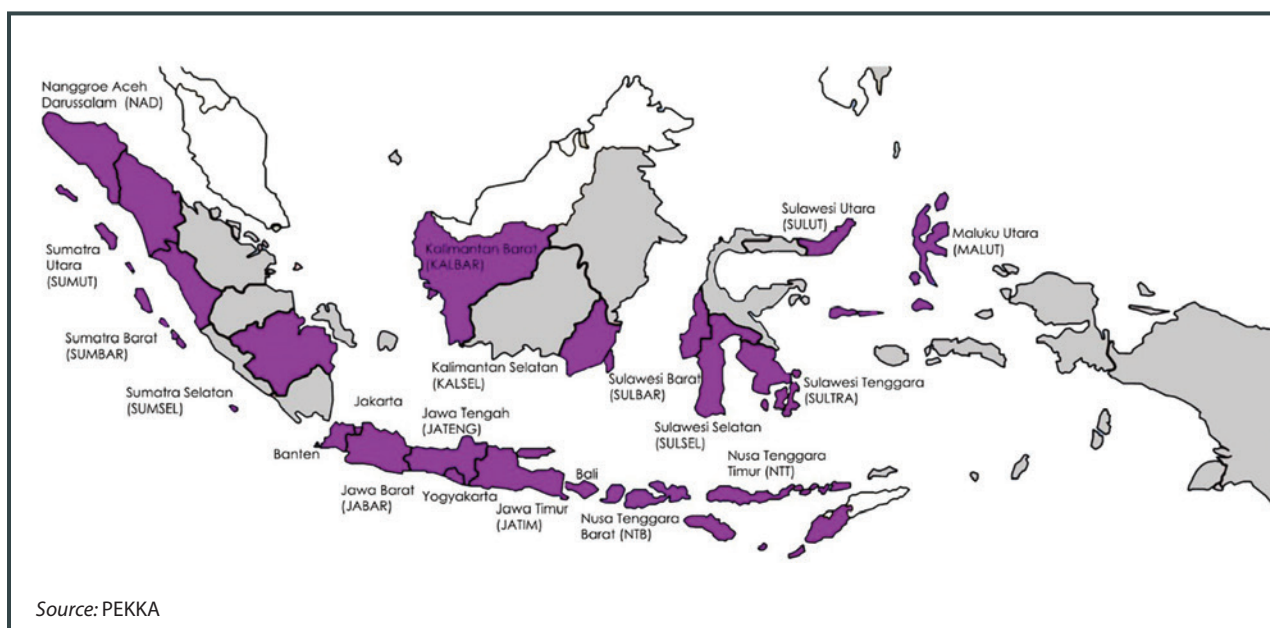 Nanggroe Aceh
Darussalam (NAD)
Sumatra
Utara
(SUMUT)
Sumatra Barat
(SUMBAR)
Sumatra Selatan
(SUMSEL)
Jakarta
Banten
Jawa Barat
(JABAR)
Jawa Tengah
(JATENG)
Yogyakarta
Jawa Timur
(JATIM)
Bali
Nusa Tenggara
Barat (NTB)
Nusa Tenggara
Timur (NTT)
Kalimantan Barat
(KALBAR)
Kalimantan Selatan
(KALSEL)
Sulawesi Barat
(SULBAR)
Sulawesi Selatan
(SULSEL)
Sulawesi Tenggara
(SULTRA)
Sulawesi Utara
(SULUT)
Maluku Utara
(MALUT)
Source: PEKKA